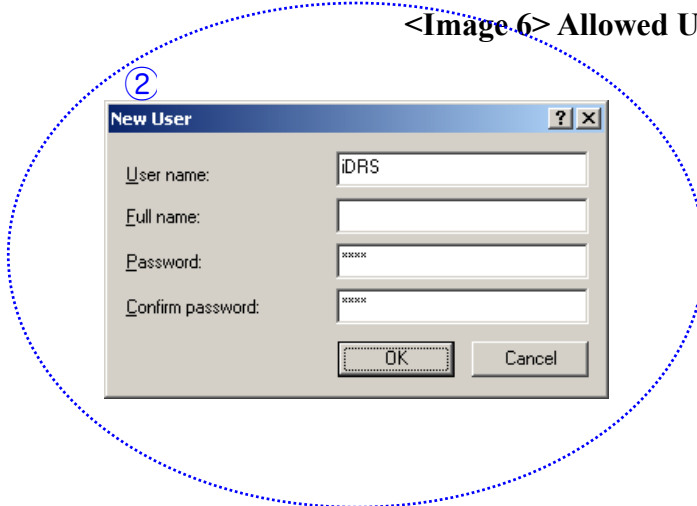 <Image 6> Allowed U
②
New User
User name: iDRS
Full name:
Password: ****
Confirm password: ****
OK Cancel